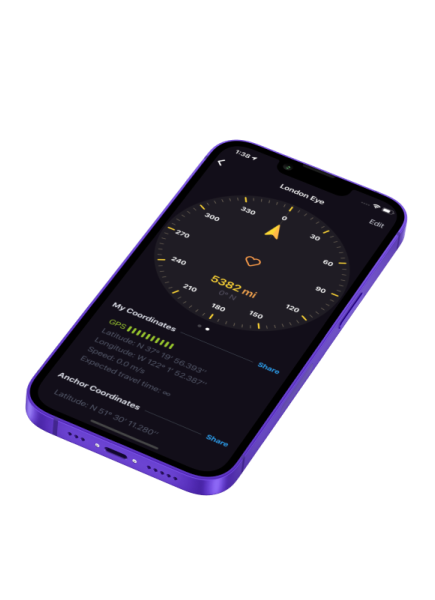 1:38
London Eye
Edit
0
30
60
90
120
150
180
210
240
270
300
330
5382 mi
0° N
My Coordinates
Share
GPS
Latitude: N 37° 19' 56.393"
Longitude: W 122° 1' 52.387"
Speed: 0.0 m/s
Expected travel time: ∞
Anchor Coordinates
Share
Latitude: N 51° 30' 11.280"